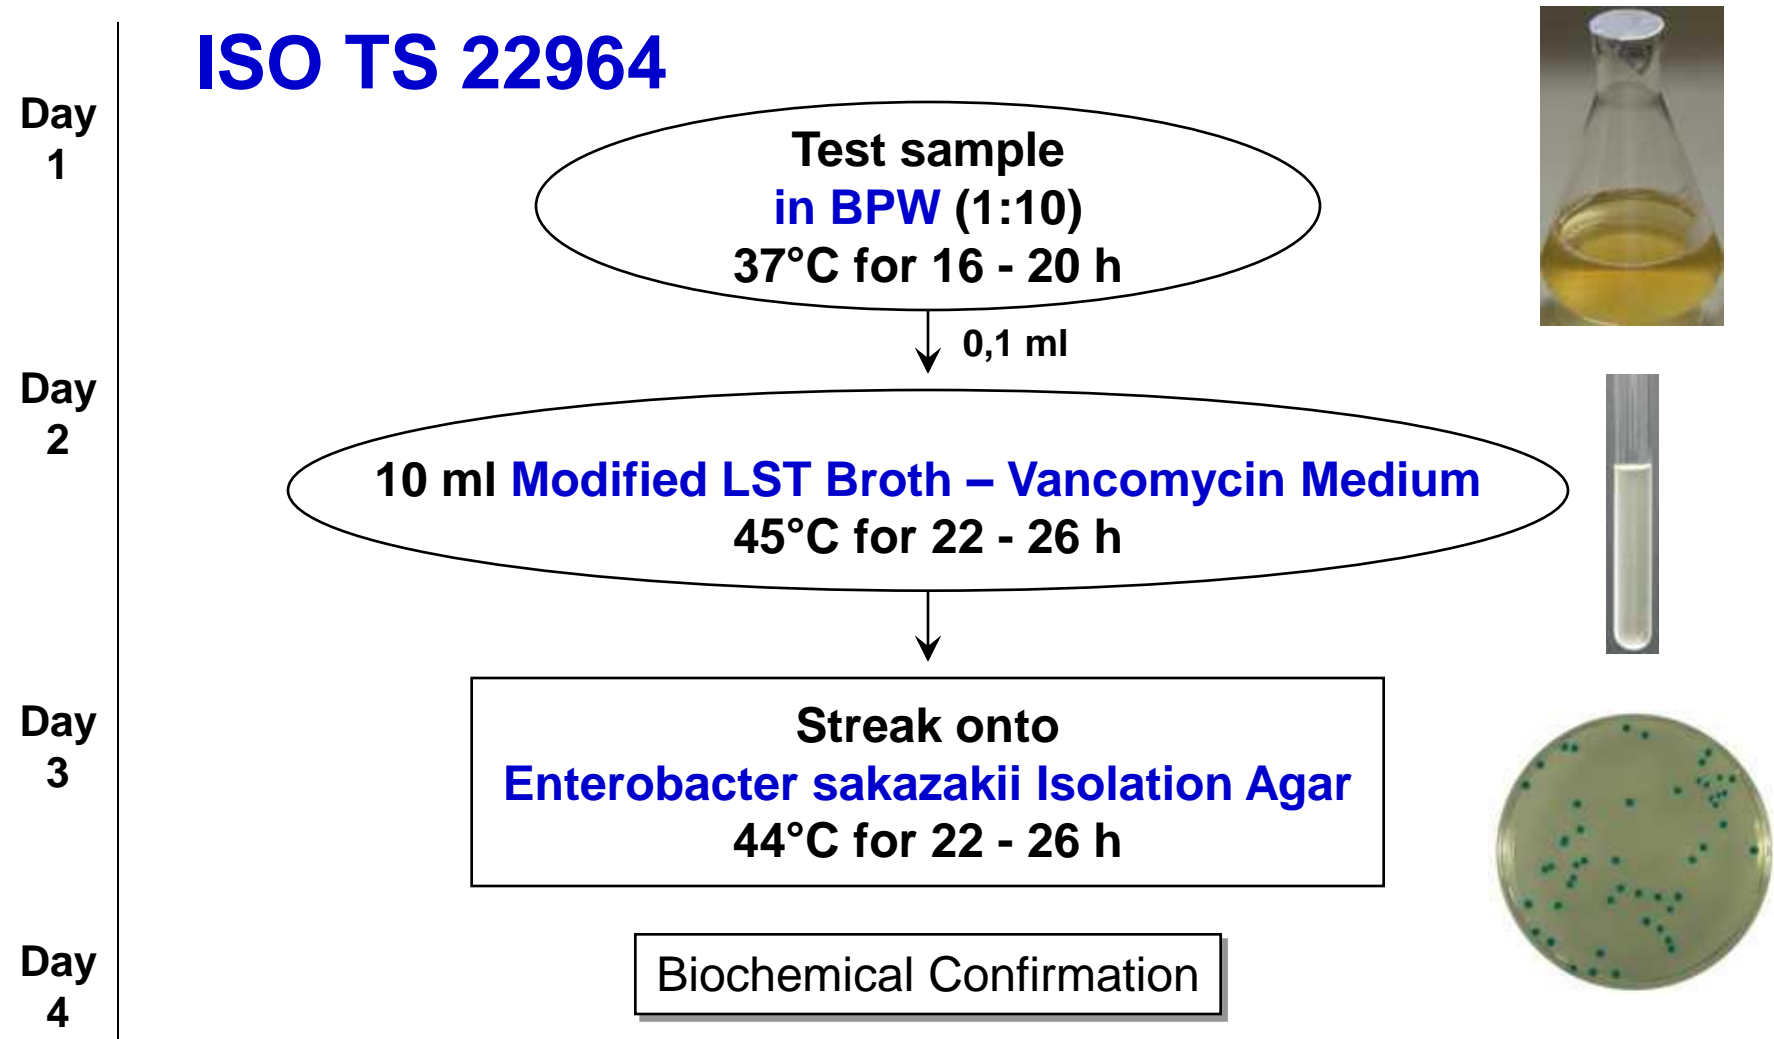 ISO TS 22964
Day
1
Test sample
in BPW (1:10)
37°C for 16 - 20 h
0,1 ml
Day
2
10 ml Modified LST Broth – Vancomycin Medium
45°C for 22 - 26 h
Day
3
Streak onto
Enterobacter sakazakii Isolation Agar
44°C for 22 - 26 h
Day
4
Biochemical Confirmation